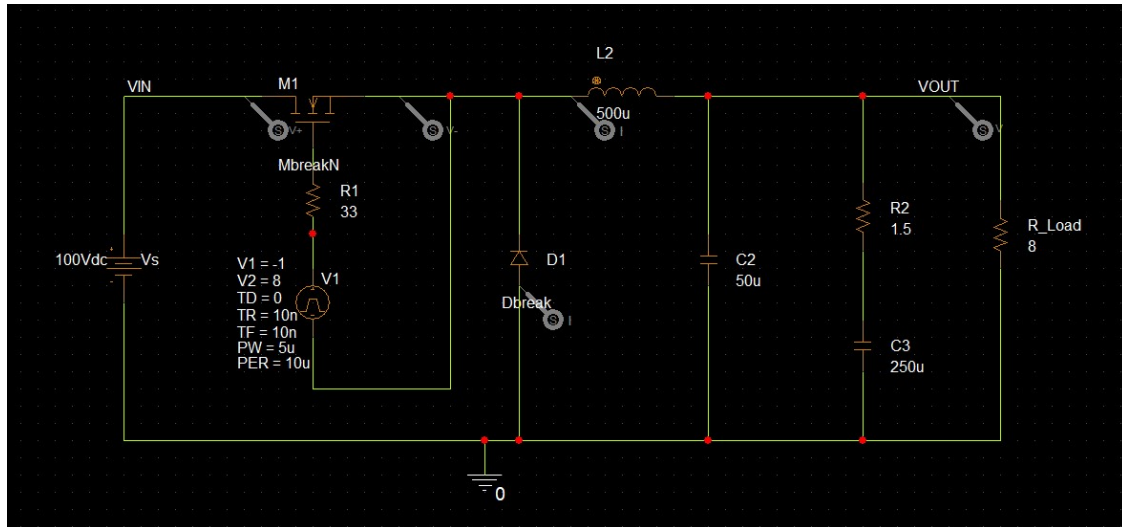 L2
VIN
M1
VOUT
500u
V+
V-
I
V
MbreakN
R1
33
R2
1.5
R_Load
8
100Vdc
Vs
V1 = -1
V2 = 8
TD = 0
TR = 10n
TF = 10n
PW = 5u
PER = 10u
V1
D1
Dbreak
I
C2
50u
C3
250u
0